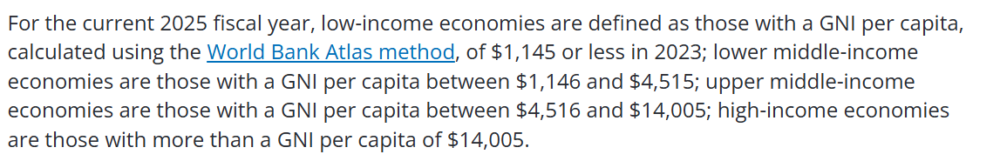 For the current 2025 fiscal year, low-income economies are defined as those with a GNI per capita,
calculated using the World Bank Atlas method, of $1,145 or less in 2023; lower middle-income
economies are those with a GNI per capita between $1,146 and $4,515; upper middle-income
economies are those with a GNI per capita between $4,516 and $14,005; high-income economies
are those with more than a GNI per capita of $14,005.